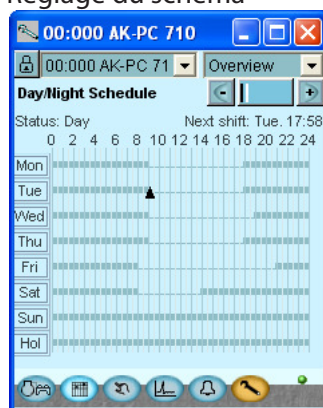 Réglage du schéma
00:000 AK-PC 710
00:000 AK-PC 71 Overview
Day/Night Schedule
Status: Day Next shift: Tue. 17:58
0 2 4 6 8 10 12 14 16 18 20 22 24
Mon
Tue
Wed
Thu
Fri
Sat
Sun
Hol